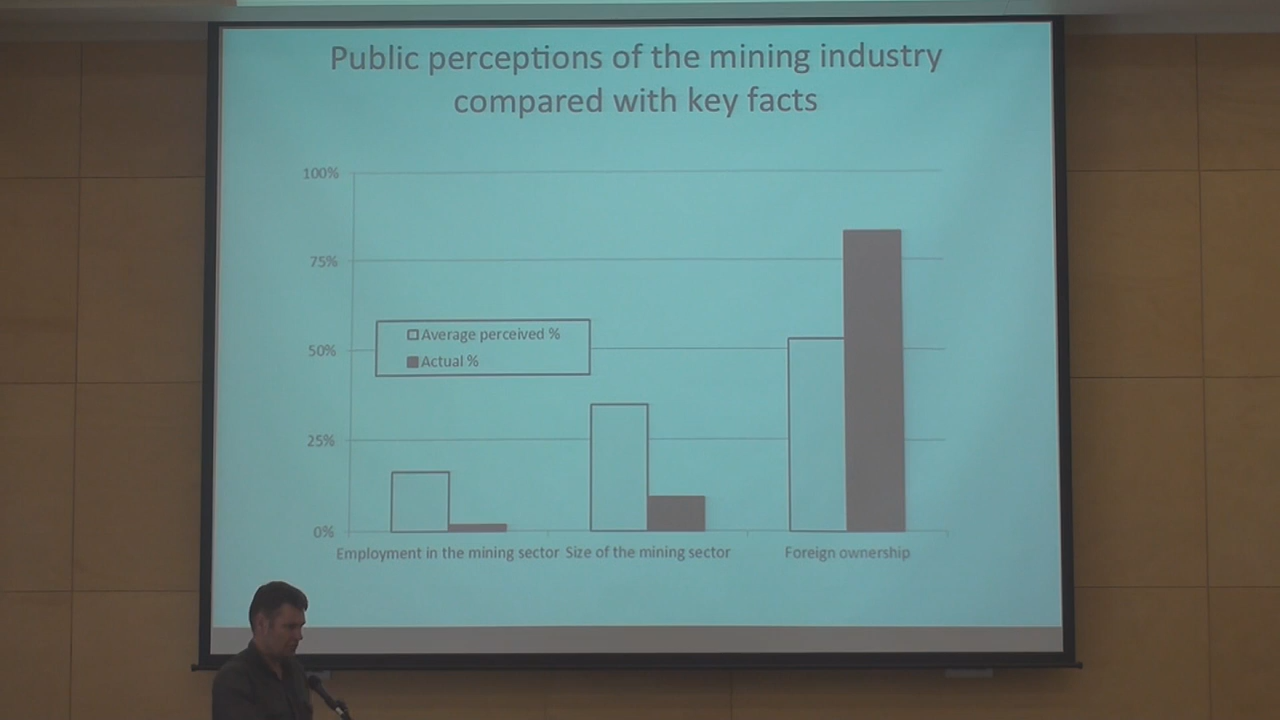 Public perceptions of the mining industry
compared with key facts
100%
75%
Average perceived %
50%
Actual %
25%
0%
Employment in the mining sector
Size of the mining sector
Foreign ownership